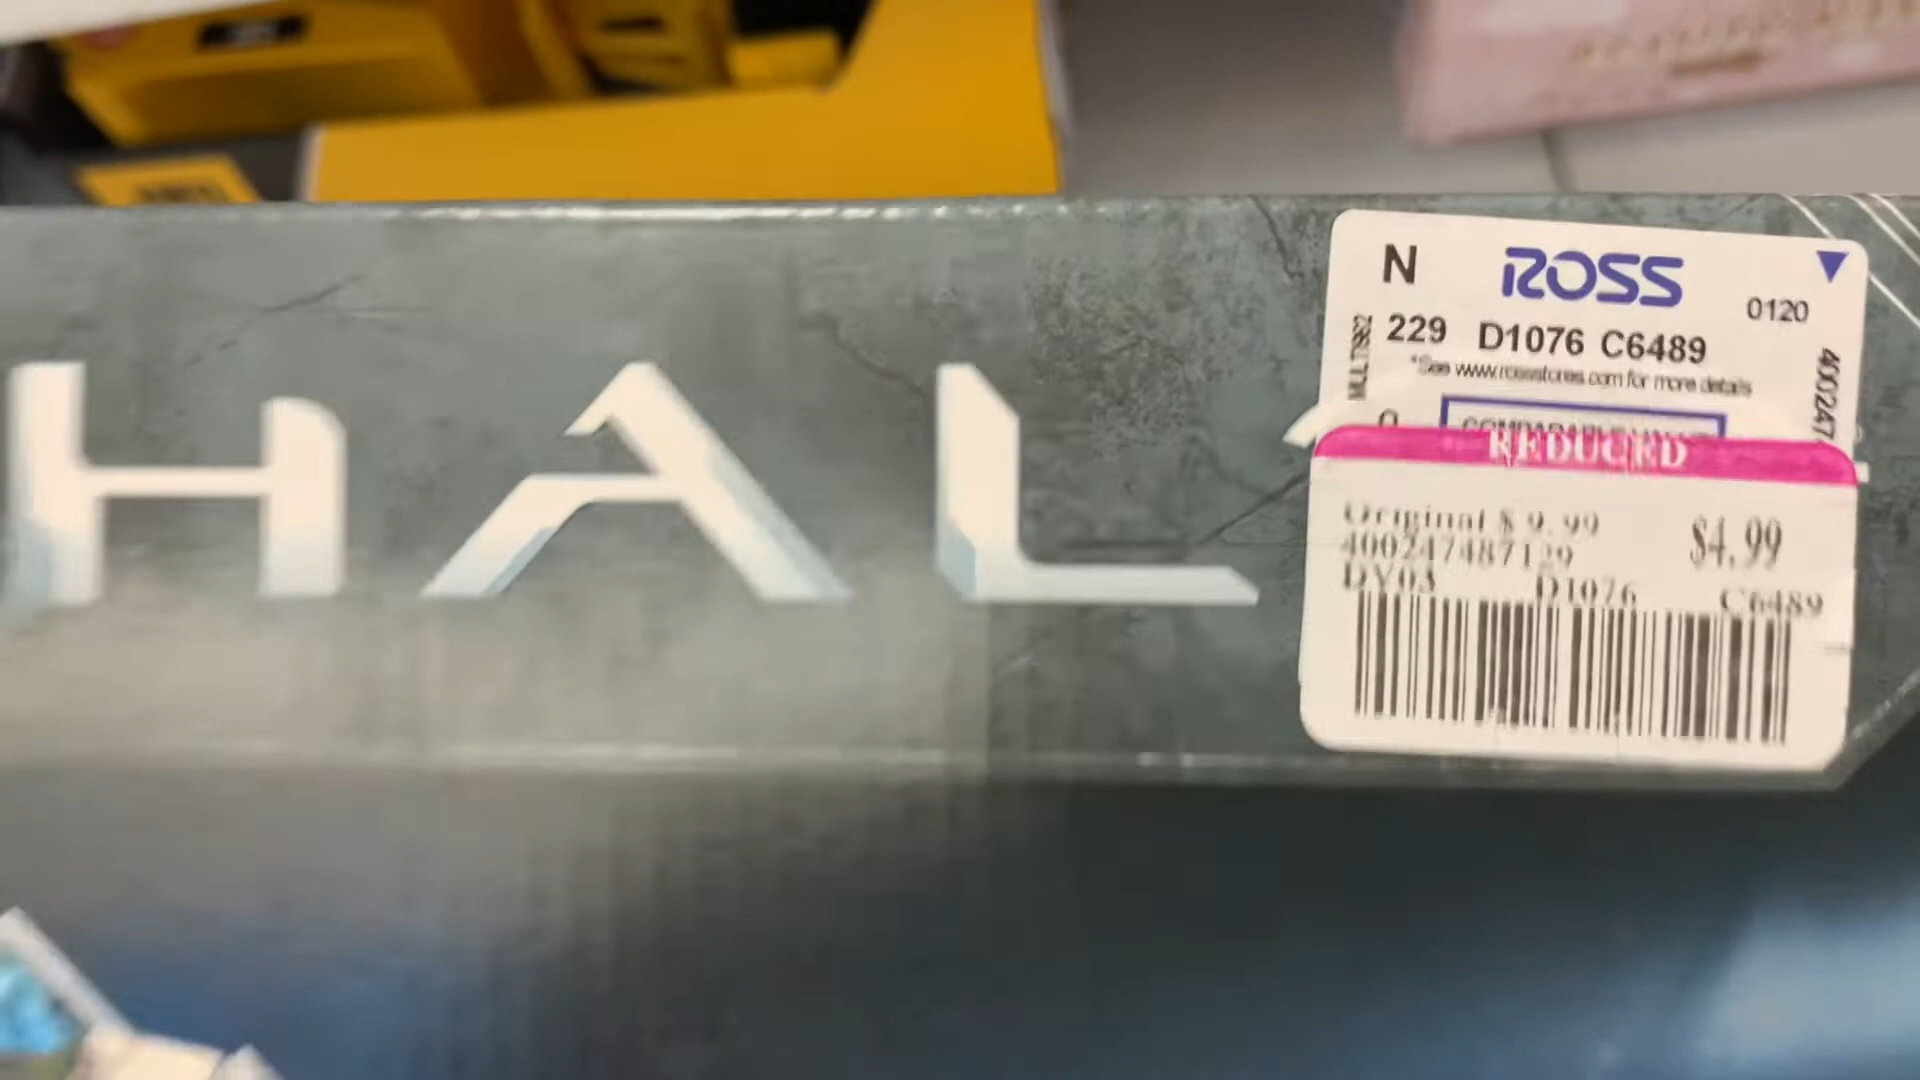 HAL
N ROSS
0120
229 D1076 C6489
*See www.rossstores.com for more details
REDUCED
Original $ 9.99
$4.99
400247487129
DY03 D1076 C6489